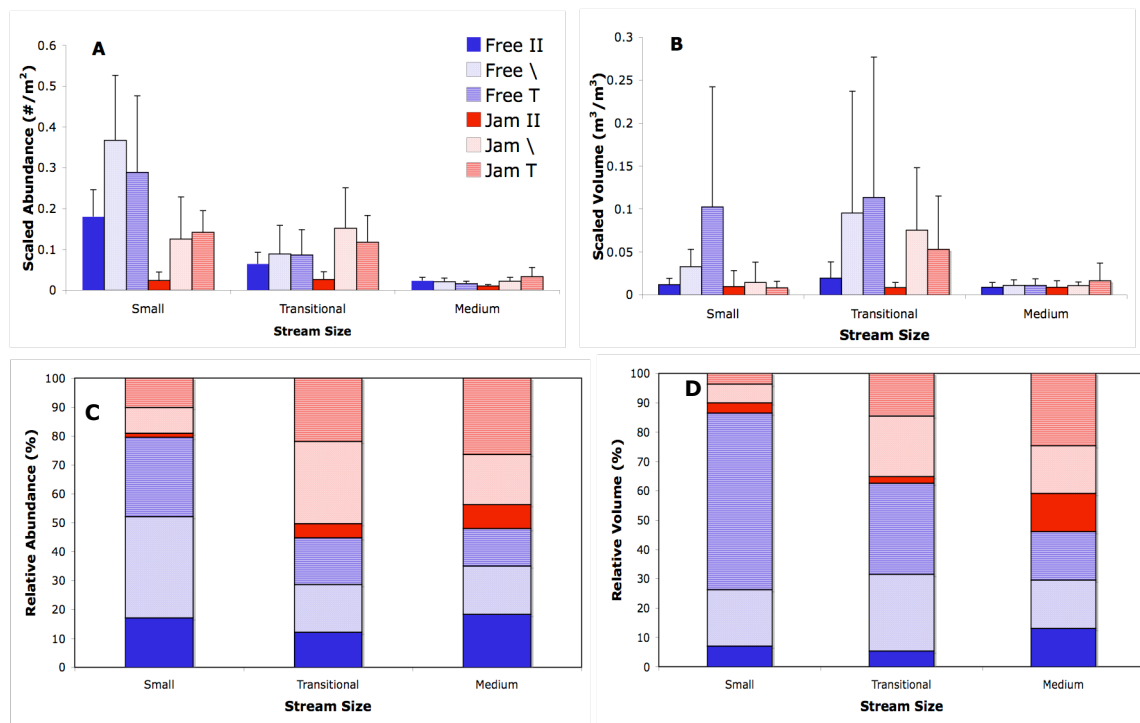 A
Scaled Abundance (#/m²)
0.6
0.5
0.4
0.3
0.2
0.1
0
Free II
Free \
Free T
Jam II
Jam \
Jam T
Small Transitional Medium
Stream Size
B
Scaled Volume (m³/m³)
0.3
0.25
0.2
0.15
0.1
0.05
0
Small Transitional Medium
Stream Size
C
Relative Abundance (%)
100
90
80
70
60
50
40
30
20
10
0
Small Transitional Medium
Stream Size
D
Relative Volume (%)
100
90
80
70
60
50
40
30
20
10
0
Small Transitional Medium
Stream Size